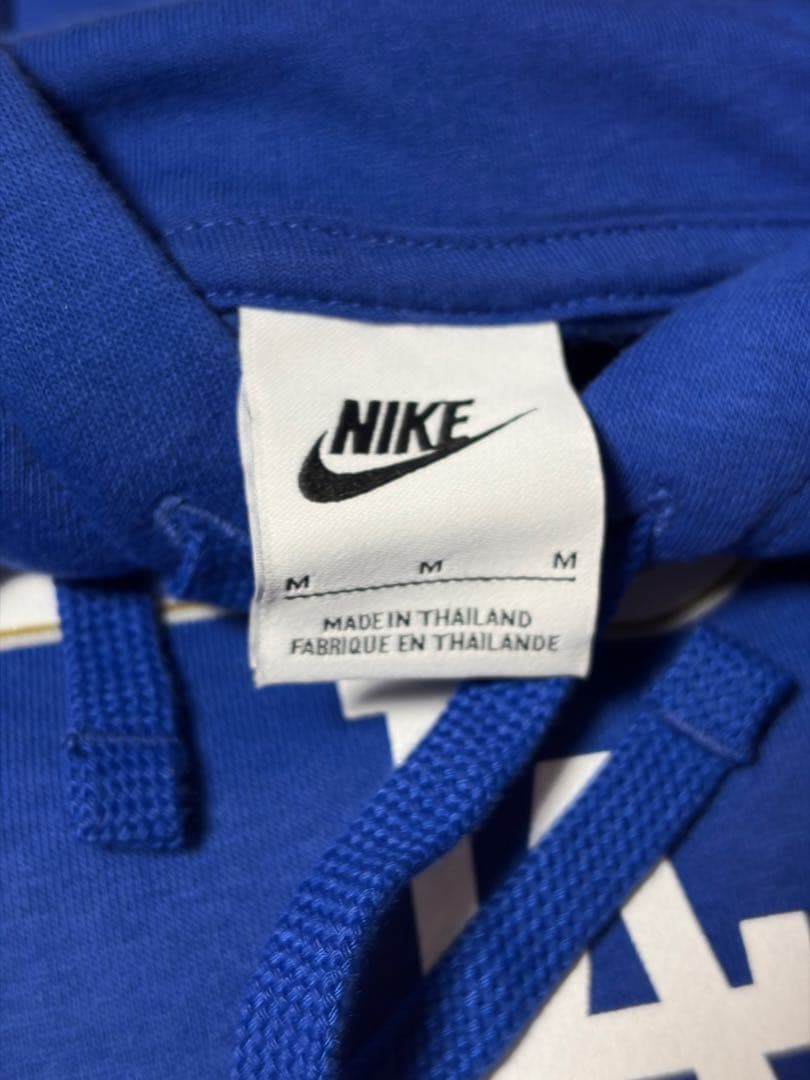 NIKE
M M M
MADE IN THAILAND
FABRIQUE EN THAILANDE